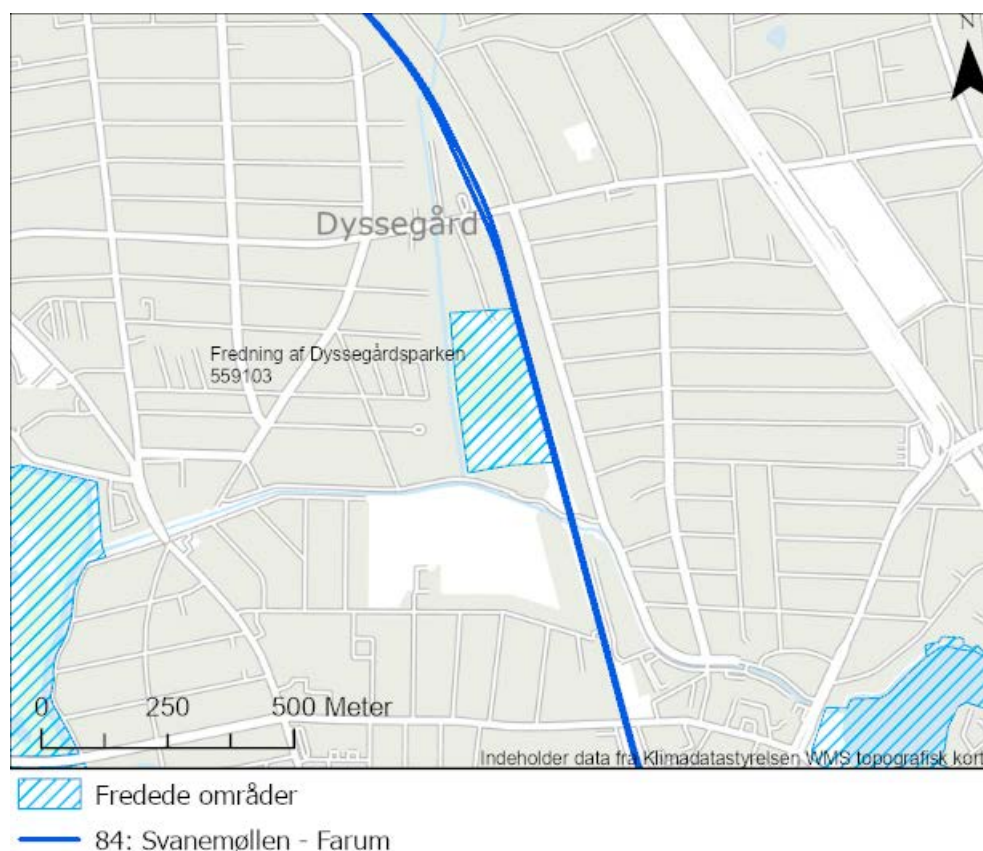 N
Dyssegård
Fredning af Dyssegårdsparken
559103
0 250 500 Meter
Indeholder data fra Klimadatastyrelsen WMS topografisk kort
Fredede områder
84: Svanemøllen - Farum